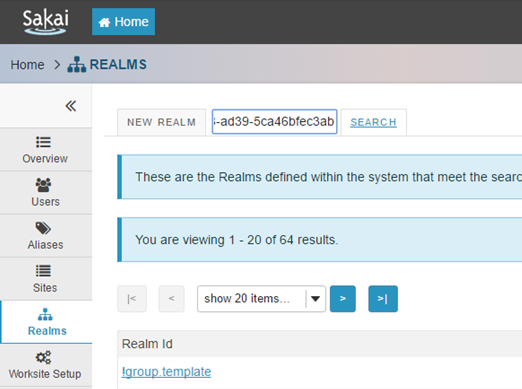 Sakai
Home
Home > REALMS
«
Overview
Users
Aliases
Sites
Realms
Worksite Setup
NEW REALM
-ad39-5ca46bfec3ab
SEARCH
These are the Realms defined within the system that meet the searc
You are viewing 1 - 20 of 64 results.
|< < show 20 items... > >|
Realm Id
!group.template